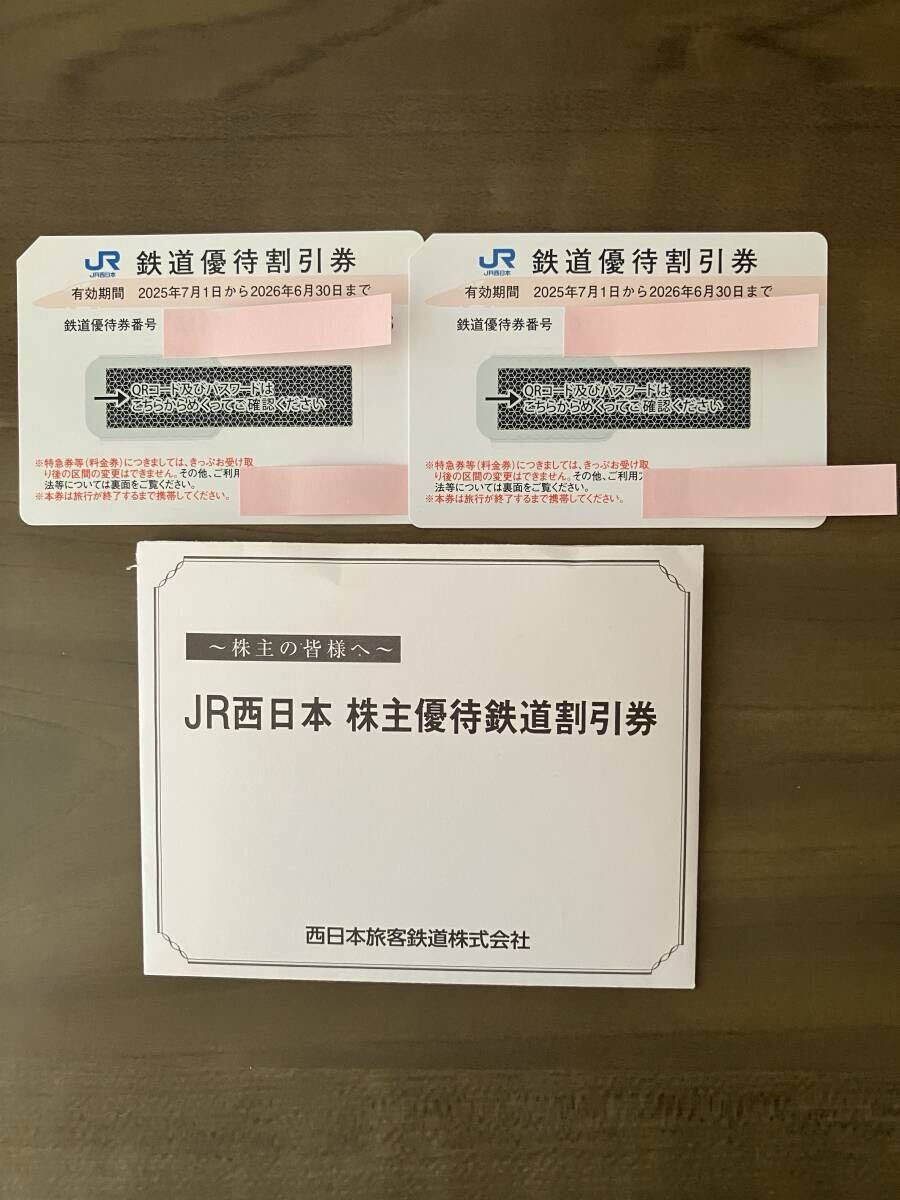 JR 鉄道優待割引券
JR西日本
有効期間 2025年7月1日から2026年6月30日まで
鉄道優待券番号
QRコード及びパスワードは
こちらからめくってご確認ください
※特急券等(料金券)につきましては、きっぷお受け取
り後の区間の変更はできません。その他、ご利用
法等については裏面をご覧ください。
※本券は旅行が終了するまで携帯してください。
JR 鉄道優待割引券
JR西日本
有効期間 2025年7月1日から2026年6月30日まで
鉄道優待券番号
QRコード及びパスワードは
こちらからめくってご確認ください
※特急券等(料金券)につきましては、きっぷお受け取
り後の区間の変更はできません。その他、ご利用
法等については裏面をご覧ください。
※本券は旅行が終了するまで携帯してください。
～株主の皆様へ～
JR西日本 株主優待鉄道割引券
西日本旅客鉄道株式会社